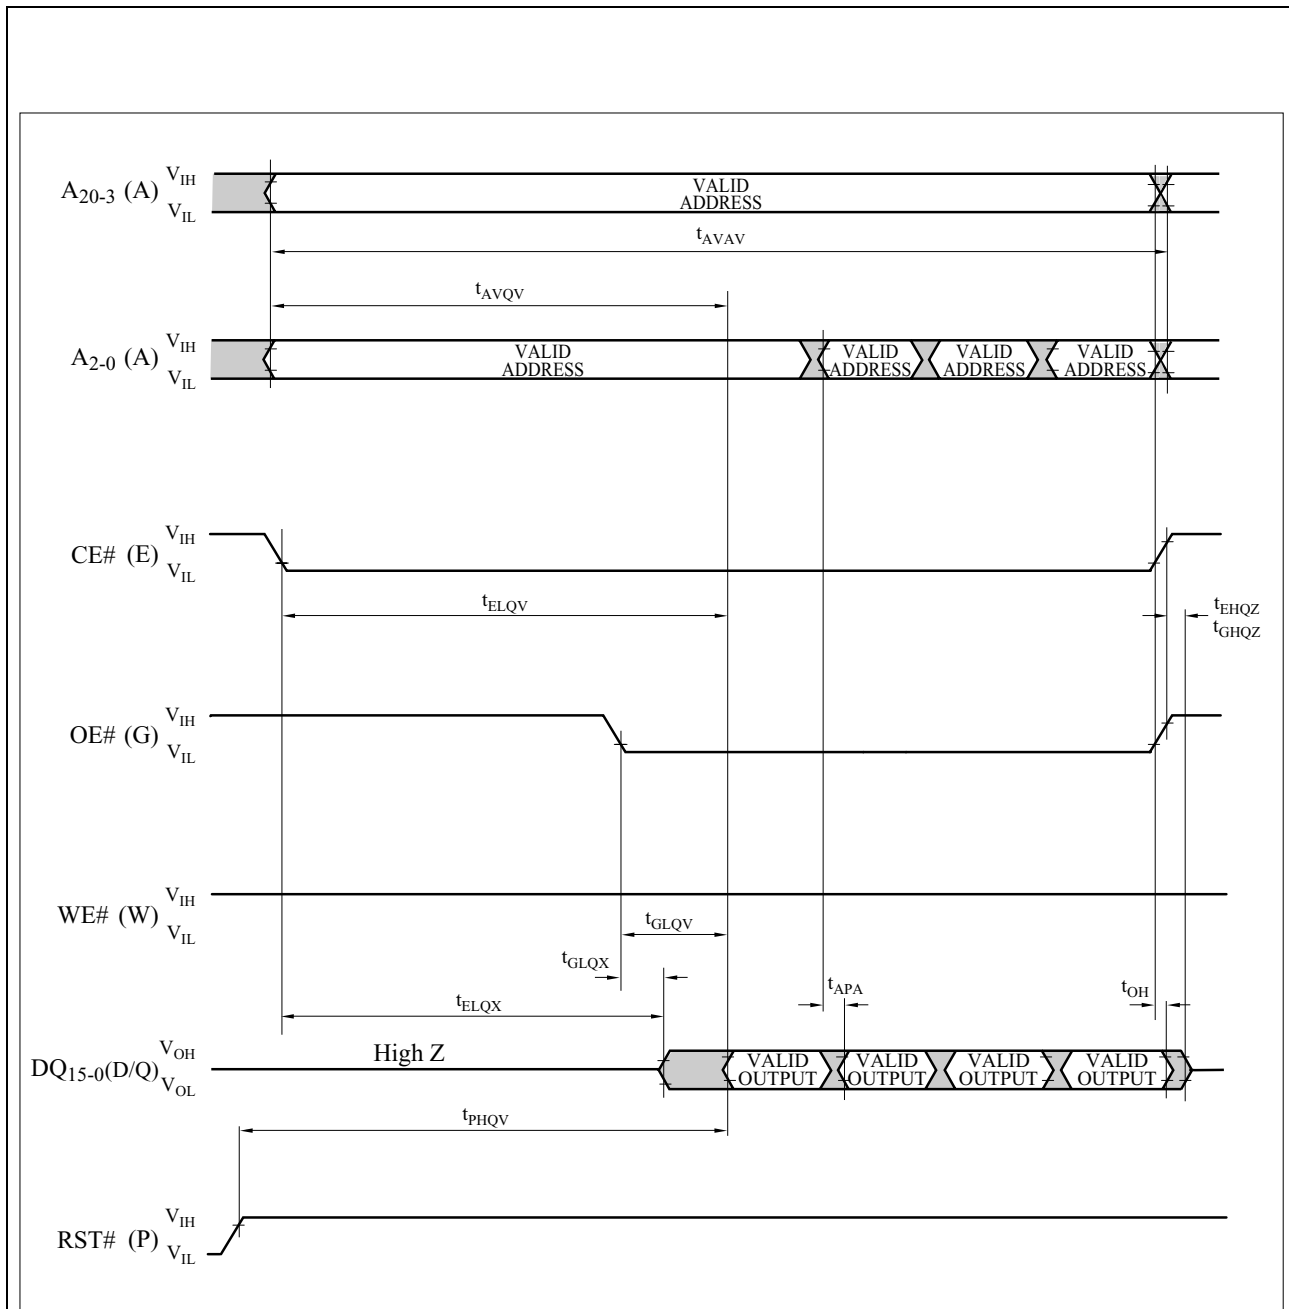 A20-3 (A) VIH VIL VALID ADDRESS
tAVAV
tAVQV
A2-0 (A) VIH VIL VALID ADDRESS VALID ADDRESS VALID ADDRESS VALID ADDRESS
CE# (E) VIH VIL
tELQV
tEHQZ
tGHQZ
OE# (G) VIH VIL
WE# (W) VIH VIL
tGLQV
tGLQX
tELQX
tAPA
tOH
DQ15-0(D/Q) VOH VOL High Z VALID OUTPUT VALID OUTPUT VALID OUTPUT VALID OUTPUT
tPHQV
RST# (P) VIH VIL